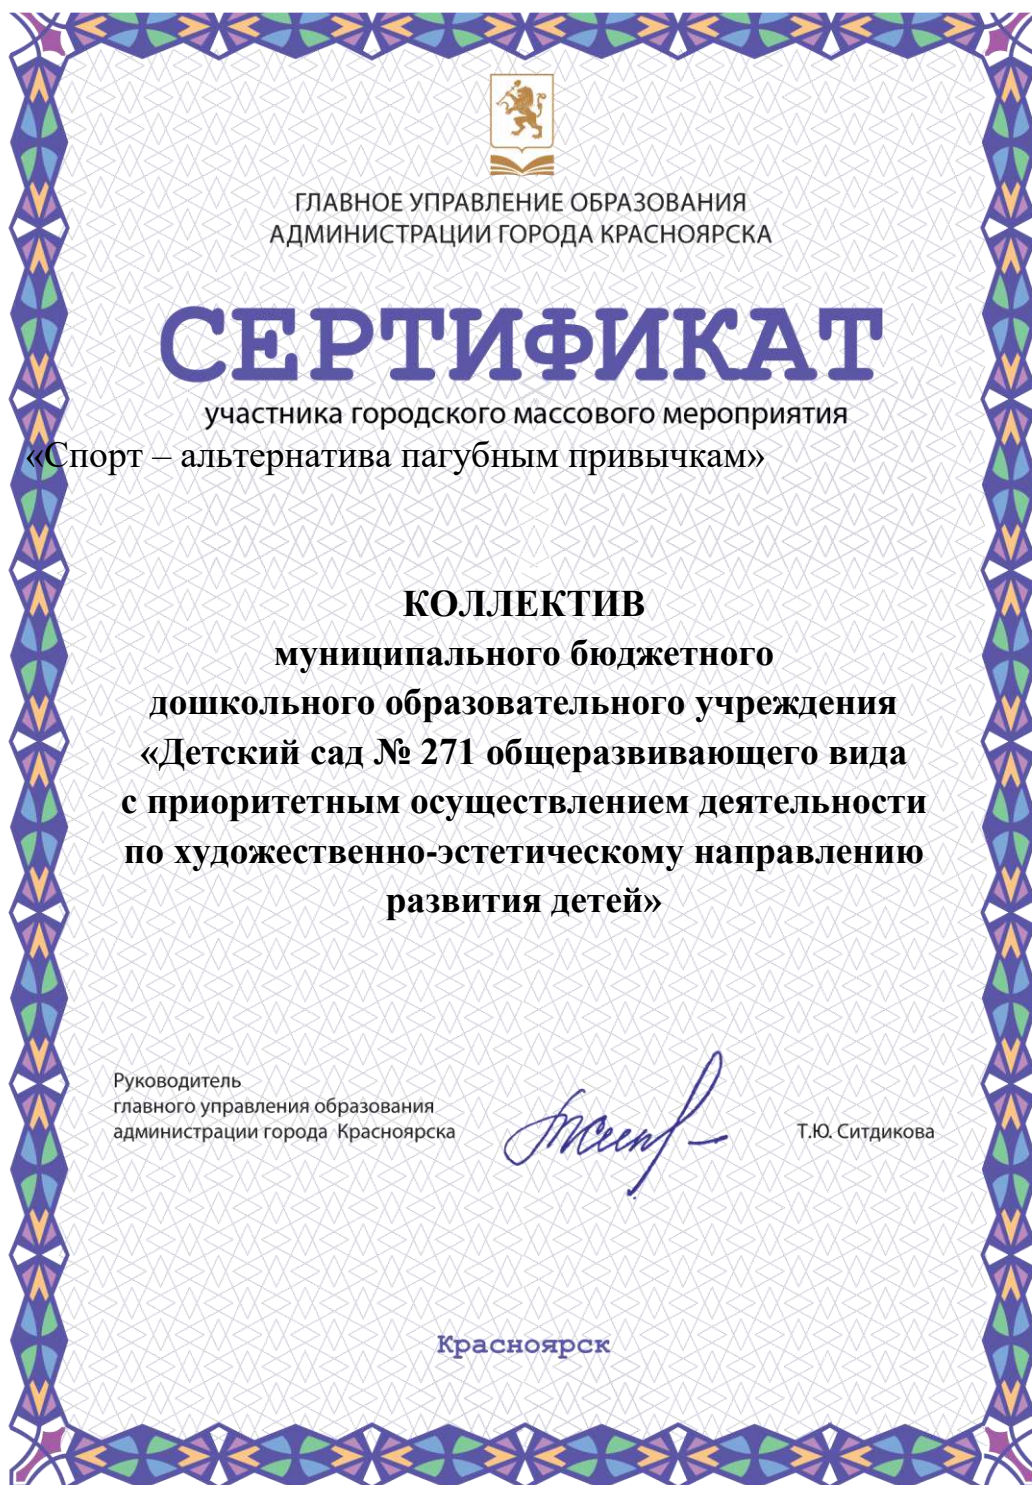 ГЛАВНОЕ УПРАВЛЕНИЕ ОБРАЗОВАНИЯ
АДМИНИСТРАЦИИ ГОРОДА КРАСНОЯРСКА
СЕРТИФИКАТ
участника городского массового мероприятия
«Спорт – альтернатива пагубным привычкам»
КОЛЛЕКТИВ
муниципального бюджетного
дошкольного образовательного учреждения
«Детский сад № 271 общеразвивающего вида
с приоритетным осуществлением деятельности
по художественно-эстетическому направлению
развития детей»
Руководитель
главного управления образования
администрации города Красноярска
Т.Ю. Ситдикова
Красноярск